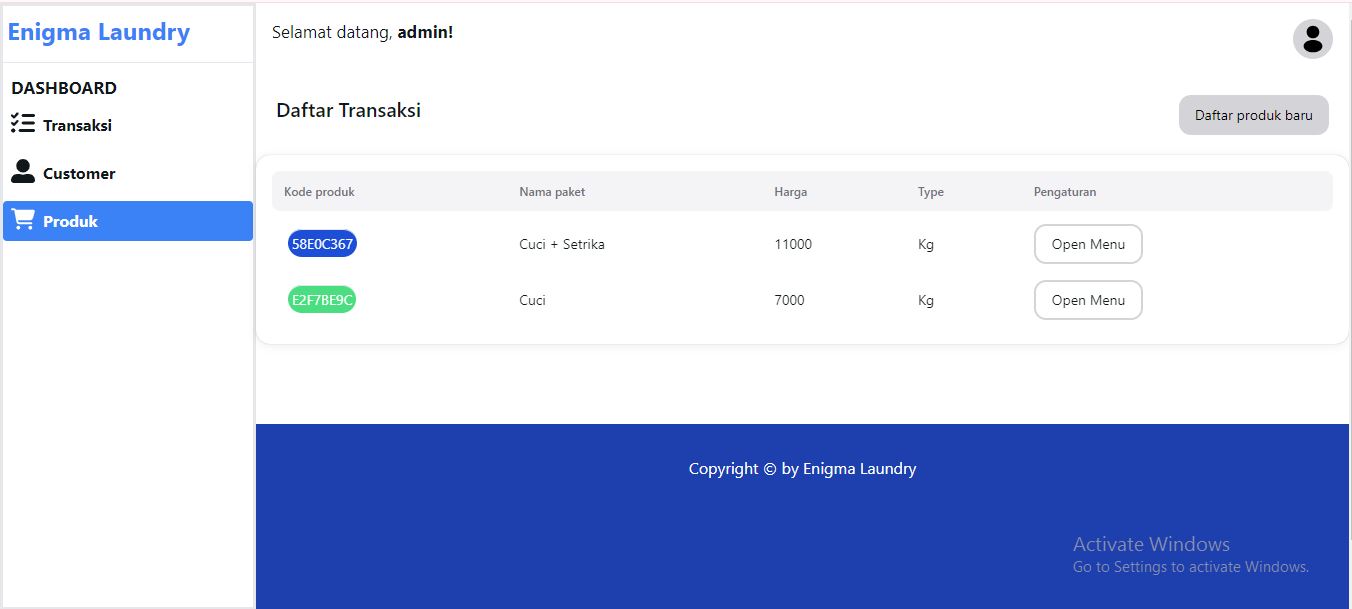 Enigma Laundry
Selamat datang, admin!
DASHBOARD
Transaksi
Customer
Produk
Daftar Transaksi
Daftar produk baru
Kode produk Nama paket Harga Type Pengaturan
58E0C367 Cuci + Setrika 11000 Kg Open Menu
E2F7BE9C Cuci 7000 Kg Open Menu
Copyright © by Enigma Laundry
Activate Windows
Go to Settings to activate Windows.